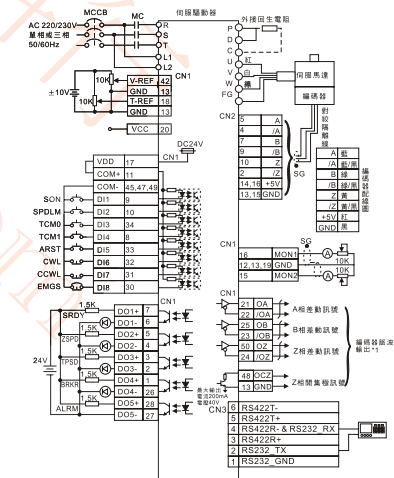 MCCB
MC
伺服驅動器
AC 220/230V
單相或三相
50/60Hz
R
S
T
L1
L2
外接回生電阻
P
D
C
U 紅
V 白
W 黑
FG 綠
伺服馬達
編碼器
對絞隔離線
CN1
±10V
10K
10K
V-REF 42
GND 13
T-REF 18
GND 13
VCC 20
DC24V
CN1
VDD 17
COM+ 11
COM- 45,47,49
SON DI1 9
SPDLM DI2 10
TCM0 DI3 34
TCM1 DI4 8
ARST DI5 33
CWL DI6 32
CCWL DI7 31
EMGS DI8 30
CN2
5 A
4 /A
7 B
9 /B
10 Z
2 /Z
14,16 +5V
13,15 GND
SG
A 藍
/A 藍/黑
B 綠
/B 綠/黑
Z 黃
/Z 黃/黑
+5V 紅
GND 黑
編碼器配線圖
CN1
SG
16 MON1
12,13,19 GND
15 MON2
A
A
10K
10K
CN1
24V
1.5K
SRDY
DO1+ 7
DO1- 6
1.5K
ZSPD
DO2+ 5
DO2- 4
1.5K
TPSD
DO3+ 3
DO3- 2
1.5K
BRKR
DO4+ 1
DO4- 26
1.5K
ALRM
DO5+ 28
DO5- 27
最大輸出
電流200mA
電壓40V
CN1
21 OA
22 /OA
A相差動訊號
25 OB
23 /OB
B相差動訊號
50 OZ
24 /OZ
Z相差動訊號
48 OCZ
13 GND
Z相開集極訊號
編碼器脈波
輸出*1
CN3
6 RS422T-
5 RS422T+
4 RS422R- & RS232_RX
3 RS422R+
2 RS232_TX
1 RS232_GND